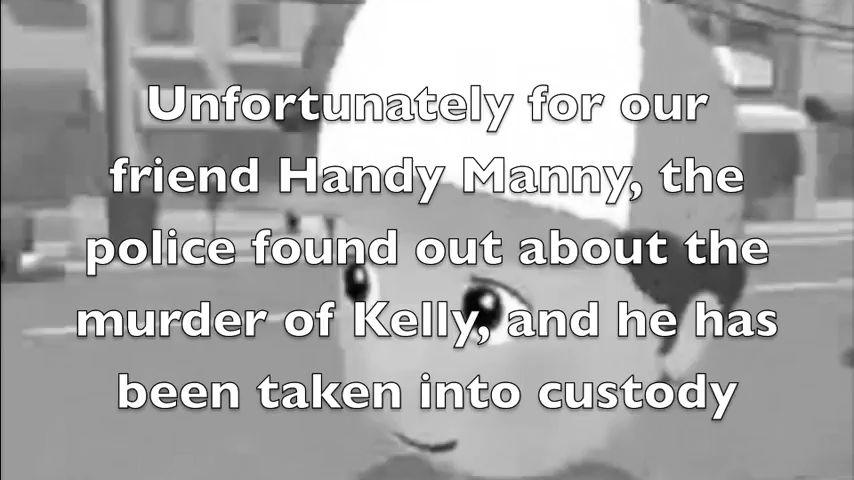 Unfortunately for our
friend Handy Manny, the
police found out about the
murder of Kelly, and he has
been taken into custody